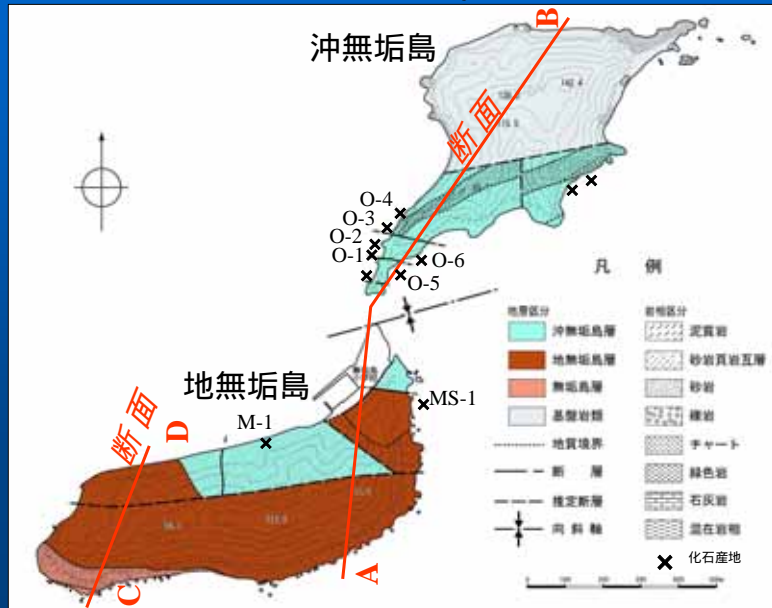 沖無垢島
B
断面
O-4
O-3
O-2
O-1
O-6
O-5
地無垢島
M-1
MS-1
断面
D
C
A
凡 例
地層区分
沖無垢島層
地無垢島層
無垢島層
基盤岩類
地質境界
断 層
推定断層
向斜軸
岩相区分
泥質岩
砂岩頁岩互層
砂岩
礫岩
チャート
緑色岩
石灰岩
混在岩相
化石産地